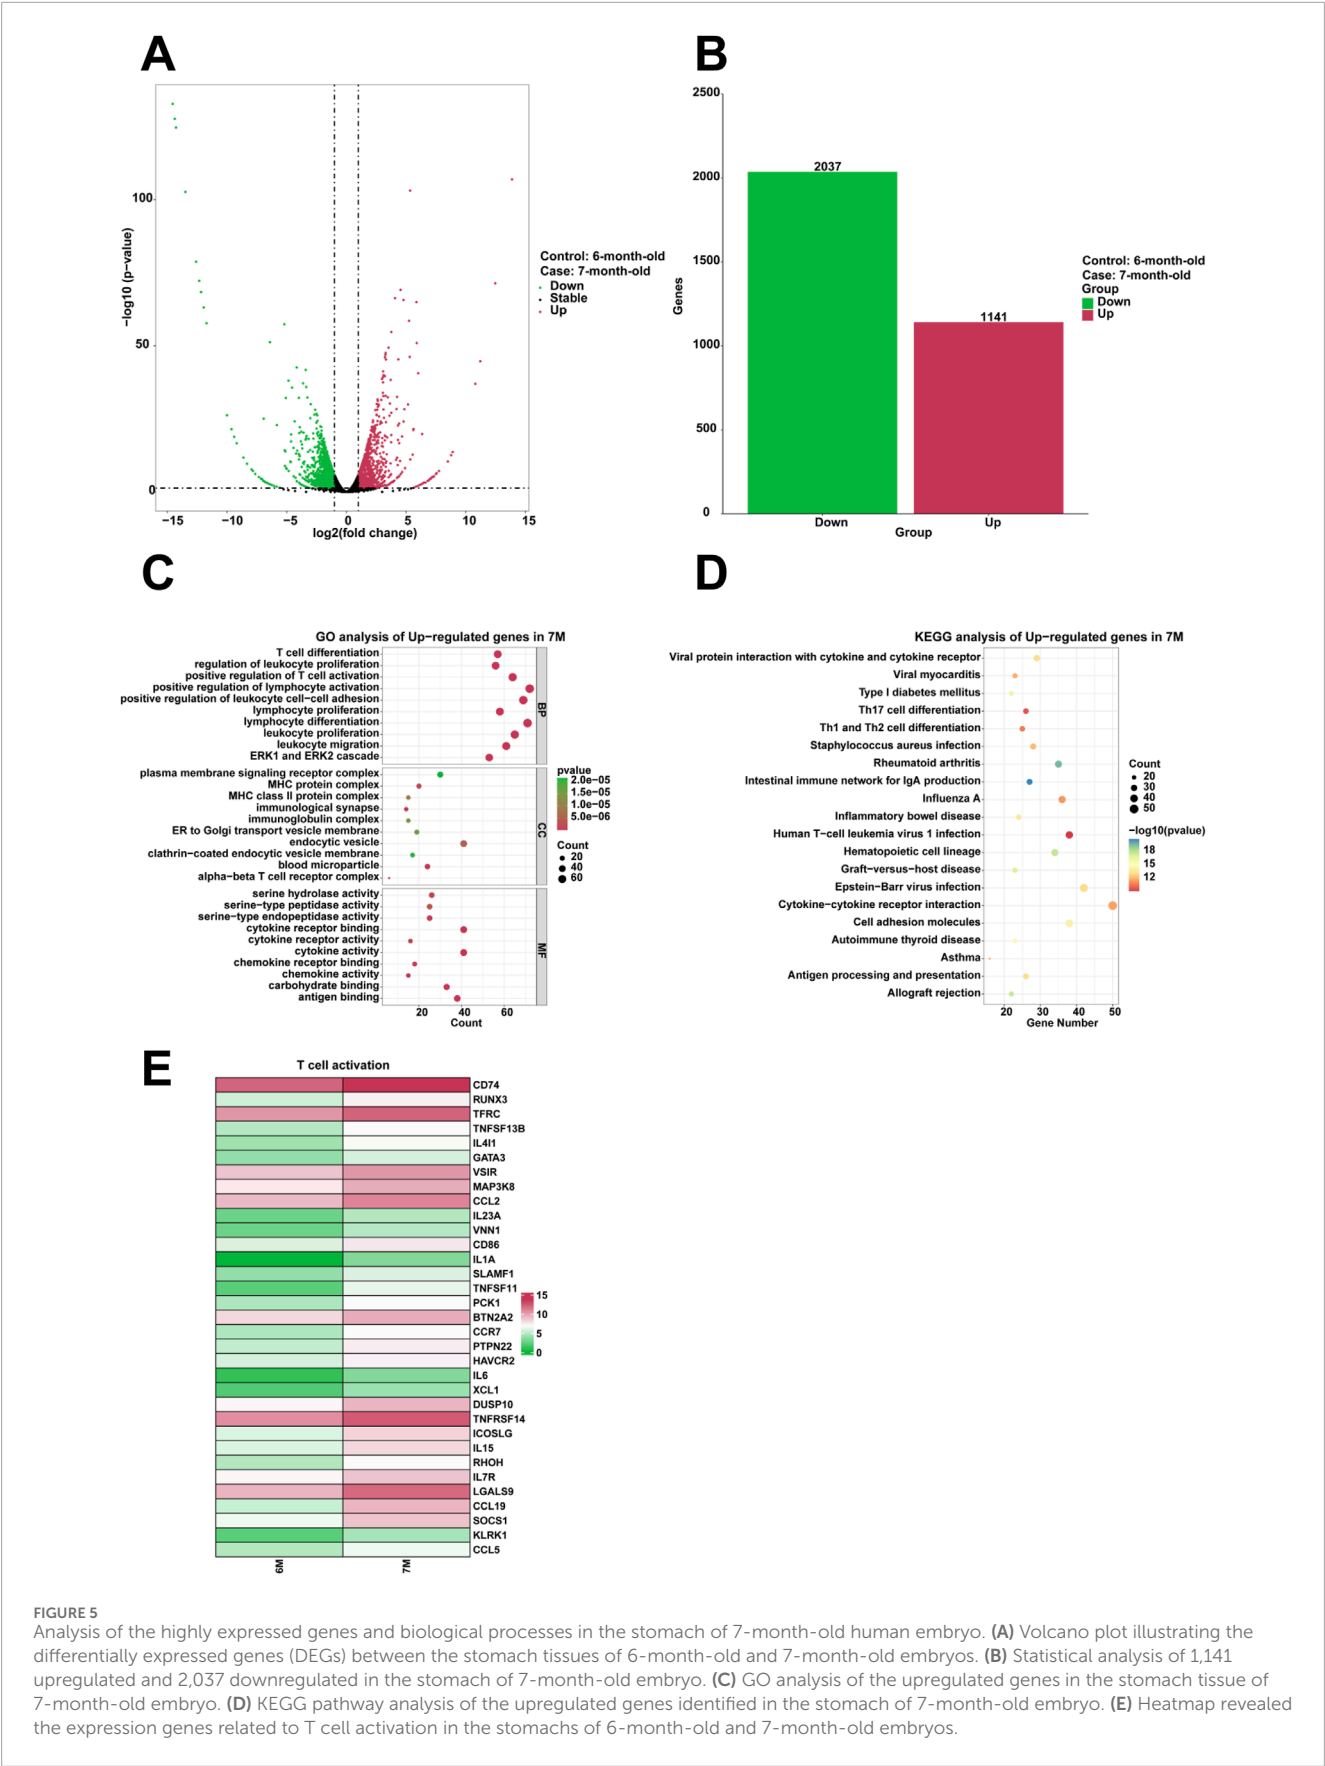 A
100
50
0
−log10 (p−value)
−15
−10
−5
0
5
10
15
log2(fold change)
Control: 6-month-old
Case: 7-month-old
Down
Stable
Up
B
2500
2000
1500
1000
500
0
Genes
2037
1141
Down
Up
Group
Control: 6-month-old
Case: 7-month-old
Group
Down
Up
C
GO analysis of Up−regulated genes in 7M
T cell differentiation
regulation of leukocyte proliferation
positive regulation of T cell activation
positive regulation of lymphocyte activation
positive regulation of leukocyte cell−cell adhesion
lymphocyte proliferation
lymphocyte differentiation
leukocyte proliferation
leukocyte migration
ERK1 and ERK2 cascade
BP
plasma membrane signaling receptor complex
MHC protein complex
MHC class II protein complex
immunological synapse
immunoglobulin complex
ER to Golgi transport vesicle membrane
endocytic vesicle
clathrin−coated endocytic vesicle membrane
blood microparticle
alpha−beta T cell receptor complex
CC
serine hydrolase activity
serine−type peptidase activity
serine−type endopeptidase activity
cytokine receptor binding
cytokine receptor activity
cytokine activity
chemokine receptor binding
chemokine activity
carbohydrate binding
antigen binding
MF
20
40
60
Count
pvalue
2.0e−05
1.5e−05
1.0e−05
5.0e−06
Count
20
40
60
D
KEGG analysis of Up−regulated genes in 7M
Viral protein interaction with cytokine and cytokine receptor
Viral myocarditis
Type I diabetes mellitus
Th17 cell differentiation
Th1 and Th2 cell differentiation
Staphylococcus aureus infection
Rheumatoid arthritis
Intestinal immune network for IgA production
Influenza A
Inflammatory bowel disease
Human T−cell leukemia virus 1 infection
Hematopoietic cell lineage
Graft−versus−host disease
Epstein−Barr virus infection
Cytokine−cytokine receptor interaction
Cell adhesion molecules
Autoimmune thyroid disease
Asthma
Antigen processing and presentation
Allograft rejection
20
30
40
50
Gene Number
Count
20
30
40
50
−log10(pvalue)
18
15
12
E
T cell activation
CD74
RUNX3
TFRC
TNFSF13B
IL4I1
GATA3
VSIR
MAP3K8
CCL2
IL23A
VNN1
CD86
IL1A
SLAMF1
TNFSF11
PCK1
BTN2A2
CCR7
PTPN22
HAVCR2
IL6
XCL1
DUSP10
TNFRSF14
ICOSLG
IL15
RHOH
IL7R
LGALS9
CCL19
SOCS1
KLRK1
CCL5
6M
7M
15
10
5
0
FIGURE 5
Analysis of the highly expressed genes and biological processes in the stomach of 7-month-old human embryo. (A) Volcano plot illustrating the
differentially expressed genes (DEGs) between the stomach tissues of 6-month-old and 7-month-old embryos. (B) Statistical analysis of 1,141
upregulated and 2,037 downregulated in the stomach of 7-month-old embryo. (C) GO analysis of the upregulated genes in the stomach tissue of
7-month-old embryo. (D) KEGG pathway analysis of the upregulated genes identified in the stomach of 7-month-old embryo. (E) Heatmap revealed
the expression genes related to T cell activation in the stomachs of 6-month-old and 7-month-old embryos.